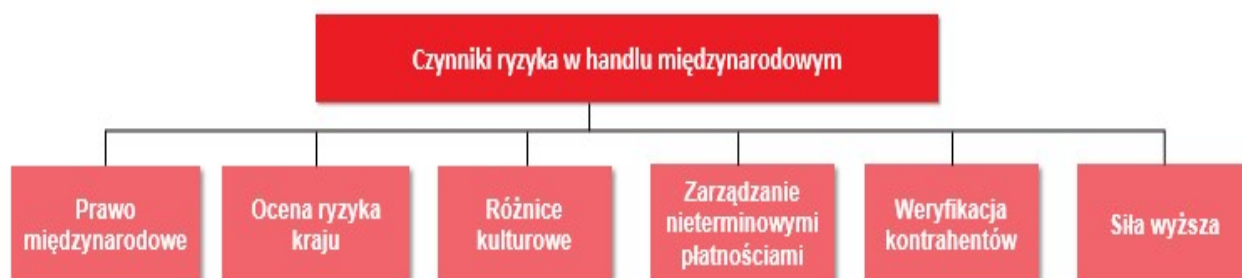 Czynniki ryzyka w handlu międzynarodowym
Prawo
międzynarodowe
Ocena ryzyka
kraju
Różnice
kulturowe
Zarządzanie
nieterminowymi
płatnościami
Weryfikacja
kontrahentów
Siła wyższa